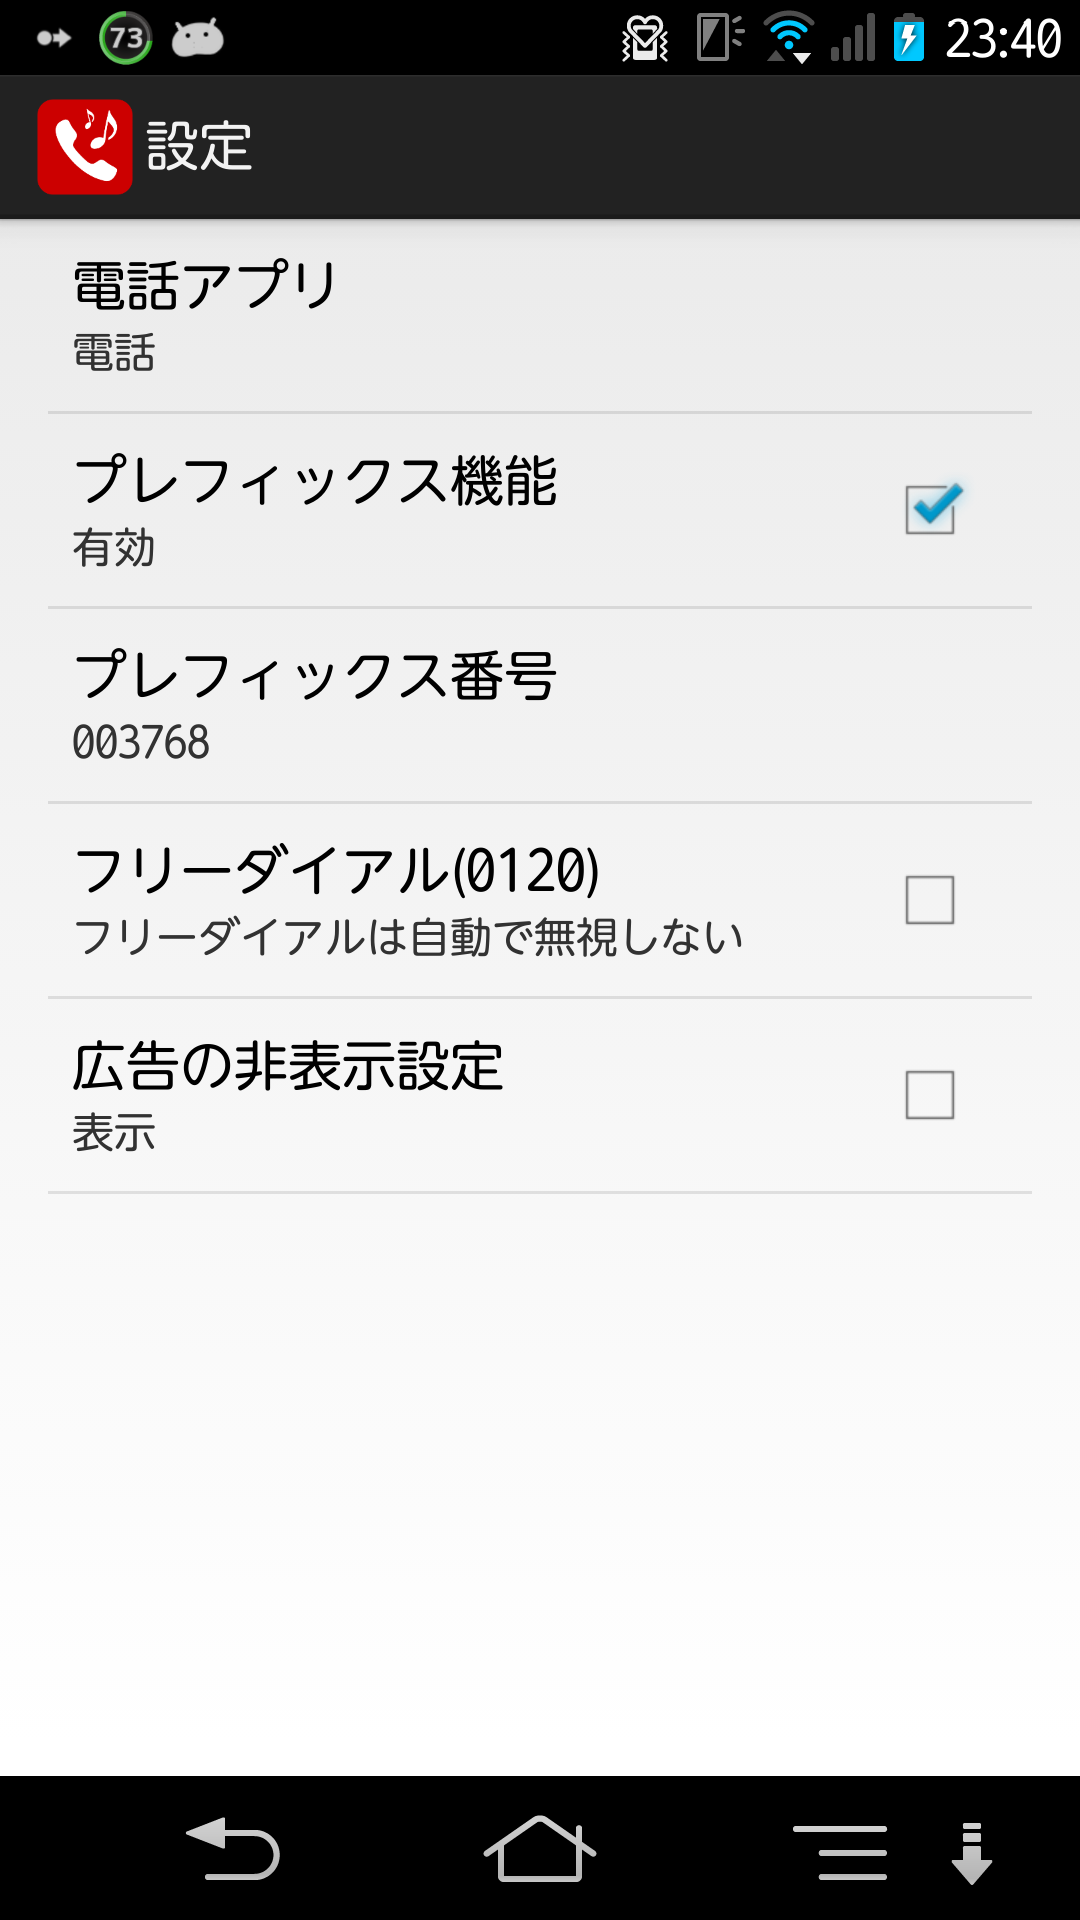 73
23:40
設定
電話アプリ
電話
プレフィックス機能
有効
プレフィックス番号
003768
フリーダイアル(0120)
フリーダイアルは自動で無視しない
広告の非表示設定
表示